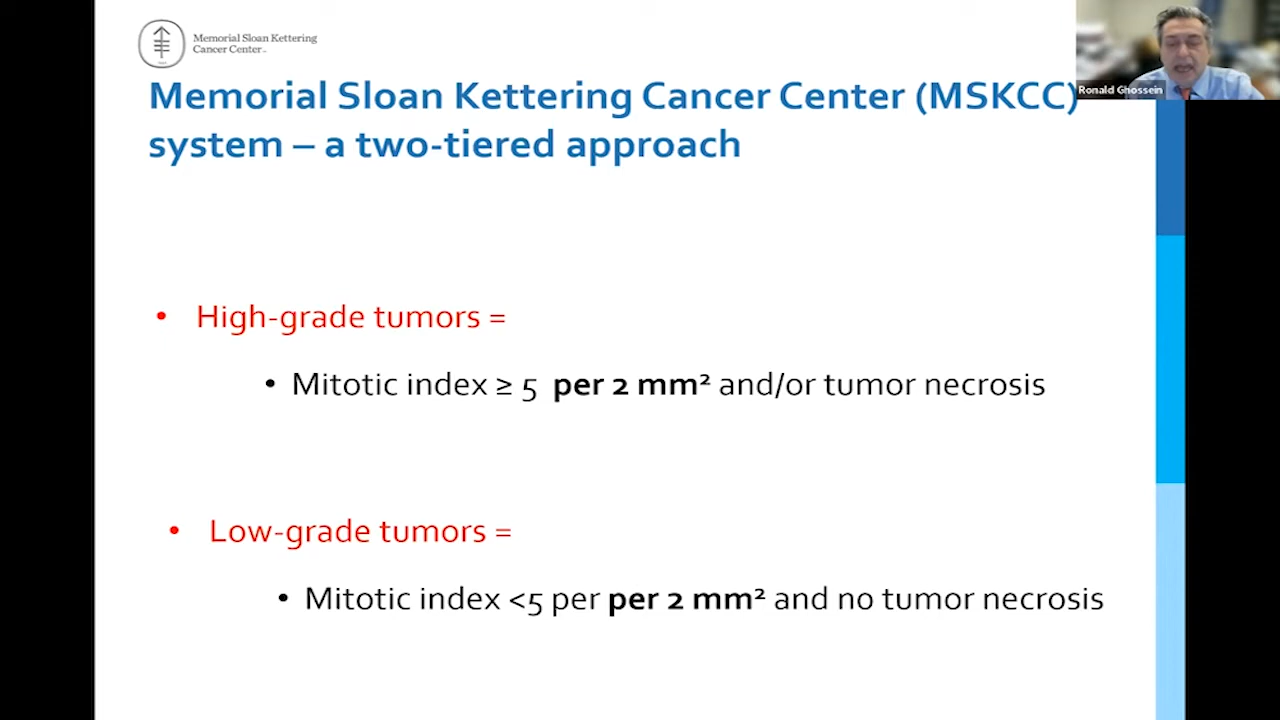 Memorial Sloan Kettering
Cancer Center
Ronald Ghossein
Memorial Sloan Kettering Cancer Center (MSKCC)
system – a two-tiered approach
• High-grade tumors =
• Mitotic index ≥ 5 per 2 mm² and/or tumor necrosis
• Low-grade tumors =
• Mitotic index <5 per per 2 mm² and no tumor necrosis